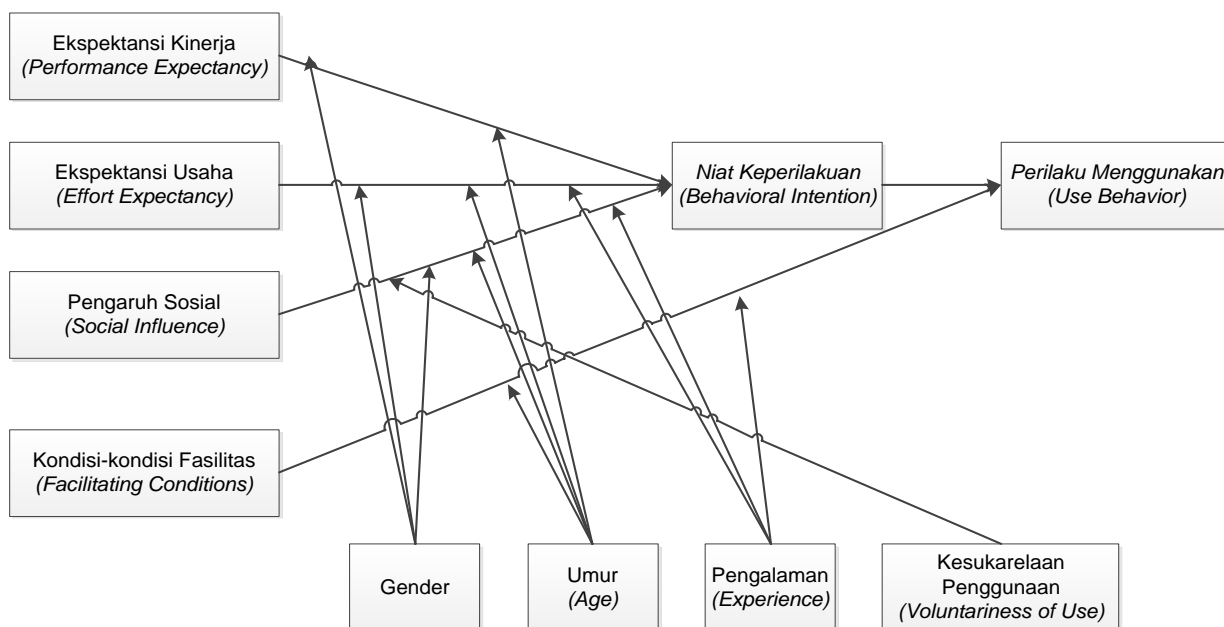 Ekspektansi Kinerja
(Performance Expectancy)
Ekspektansi Usaha
(Effort Expectancy)
Niat Keperilakuan
(Behavioral Intention)
Perilaku Menggunakan
(Use Behavior)
Pengaruh Sosial
(Social Influence)
Kondisi-kondisi Fasilitas
(Facilitating Conditions)
Gender
Umur
(Age)
Pengalaman
(Experience)
Kesukarelaan
Penggunaan
(Voluntariness of Use)